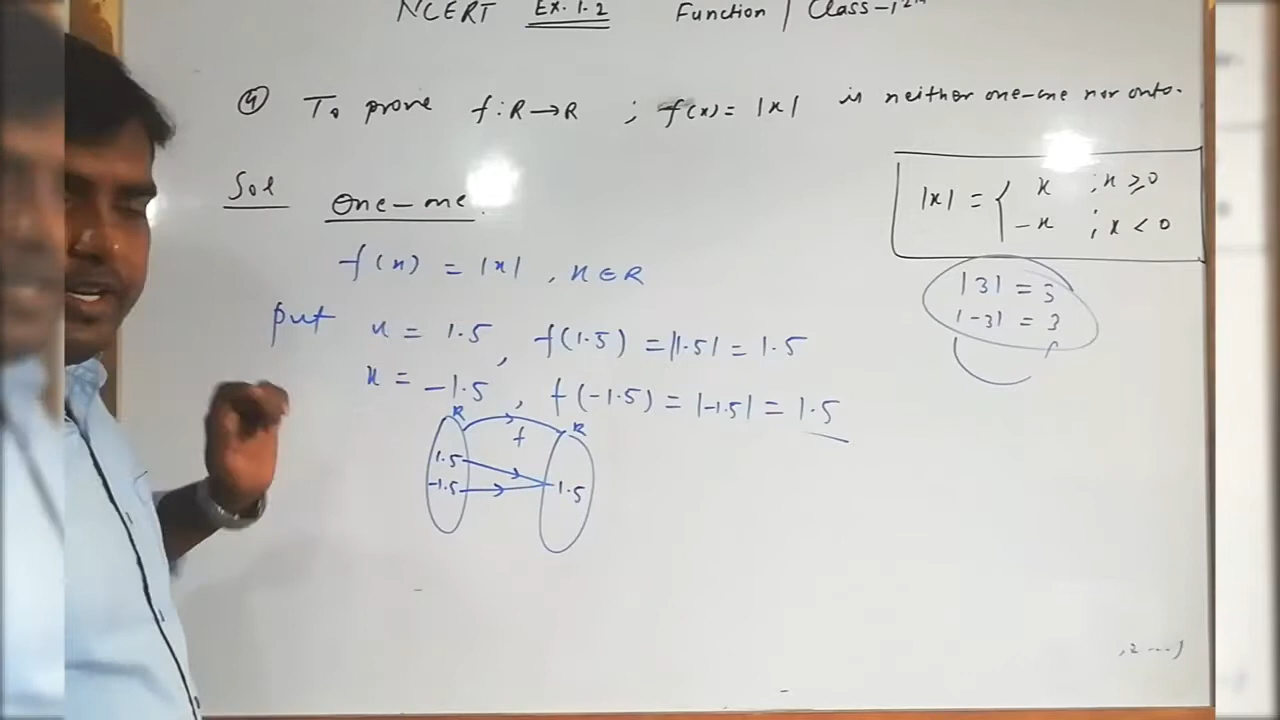 NCERT Ex. 1.2 Function / Class-12th
④ To prove f : R→R ; f(x) = |x| is neither one-one nor onto.
Sol One-one.
|x| = { x ; x ≥ 0
-x ; x < 0
f(x) = |x| , x ∈ R
|3| = 3
|-3| = 3
put x = 1.5 , f(1.5) = |1.5| = 1.5
x = -1.5 , f(-1.5) = |-1.5| = 1.5
R f R
1.5
-1.5 1.5
, 2 ....}